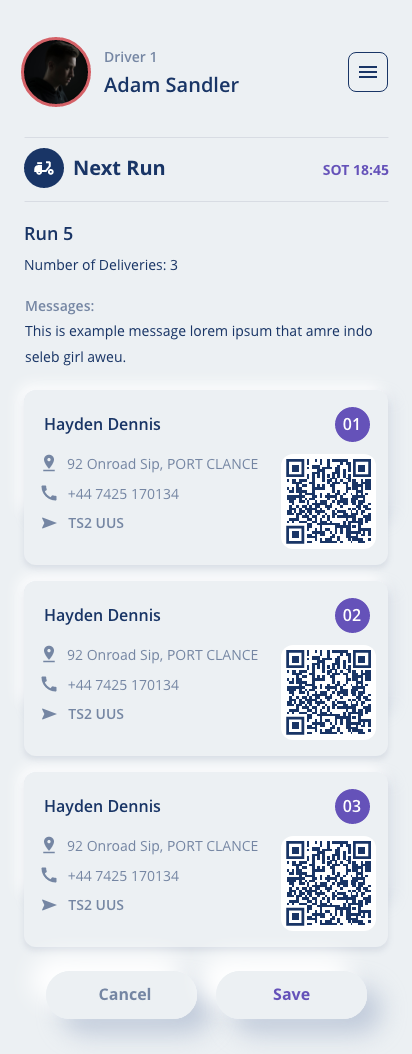 Driver 1
Adam Sandler
Next Run
SOT 18:45
Run 5
Number of Deliveries: 3
Messages:
This is example message lorem ipsum that amre indo
seleb girl aweu.
Hayden Dennis
01
92 Onroad Sip, PORT CLANCE
+44 7425 170134
TS2 UUS
Hayden Dennis
02
92 Onroad Sip, PORT CLANCE
+44 7425 170134
TS2 UUS
Hayden Dennis
03
92 Onroad Sip, PORT CLANCE
+44 7425 170134
TS2 UUS
Cancel
Save